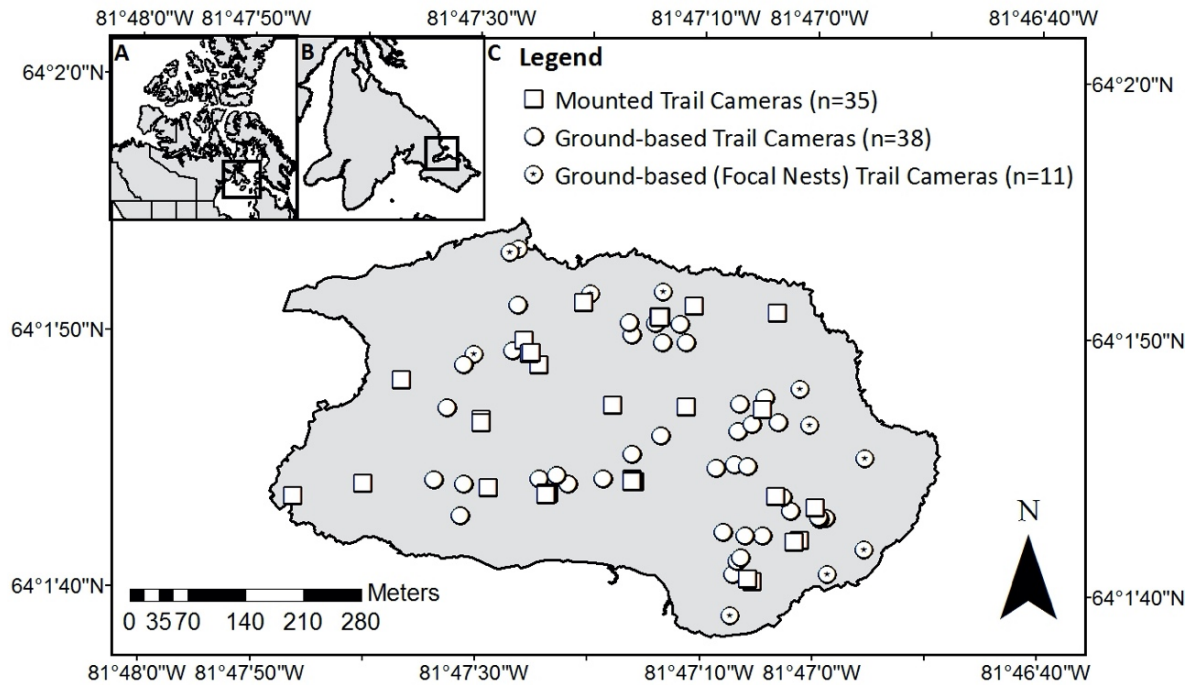 81°48'0"W 81°47'50"W 81°47'30"W 81°47'10"W 81°47'0"W 81°46'40"W
A B C Legend
64°2'0"N 64°2'0"N
Mounted Trail Cameras (n=35)
Ground-based Trail Cameras (n=38)
Ground-based (Focal Nests) Trail Cameras (n=11)
64°1'50"N 64°1'50"N
N
64°1'40"N 64°1'40"N
Meters
0 35 70 140 210 280
81°48'0"W 81°47'50"W 81°47'30"W 81°47'10"W 81°47'0"W 81°46'40"W